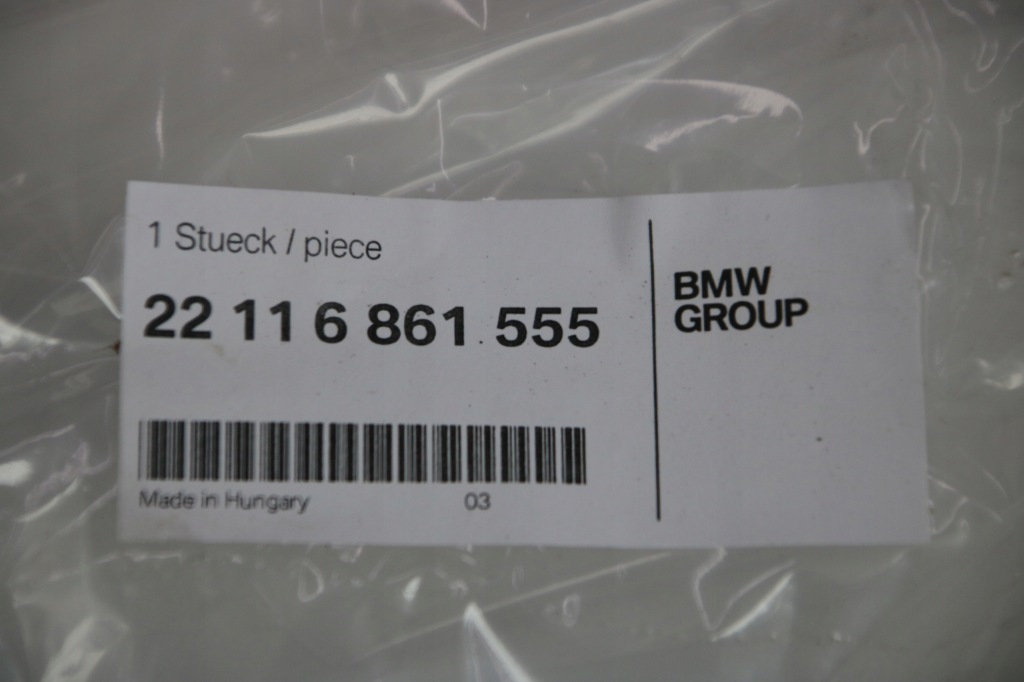 1 Stueck / piece
22 11 6 861 555
Made in Hungary
03
BMW
GROUP